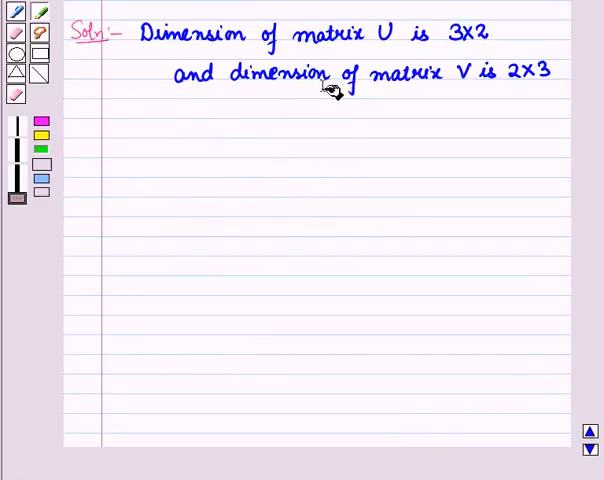 Soln:- Dimension of matrix U is 3×2
and dimension of matrix V is 2×3